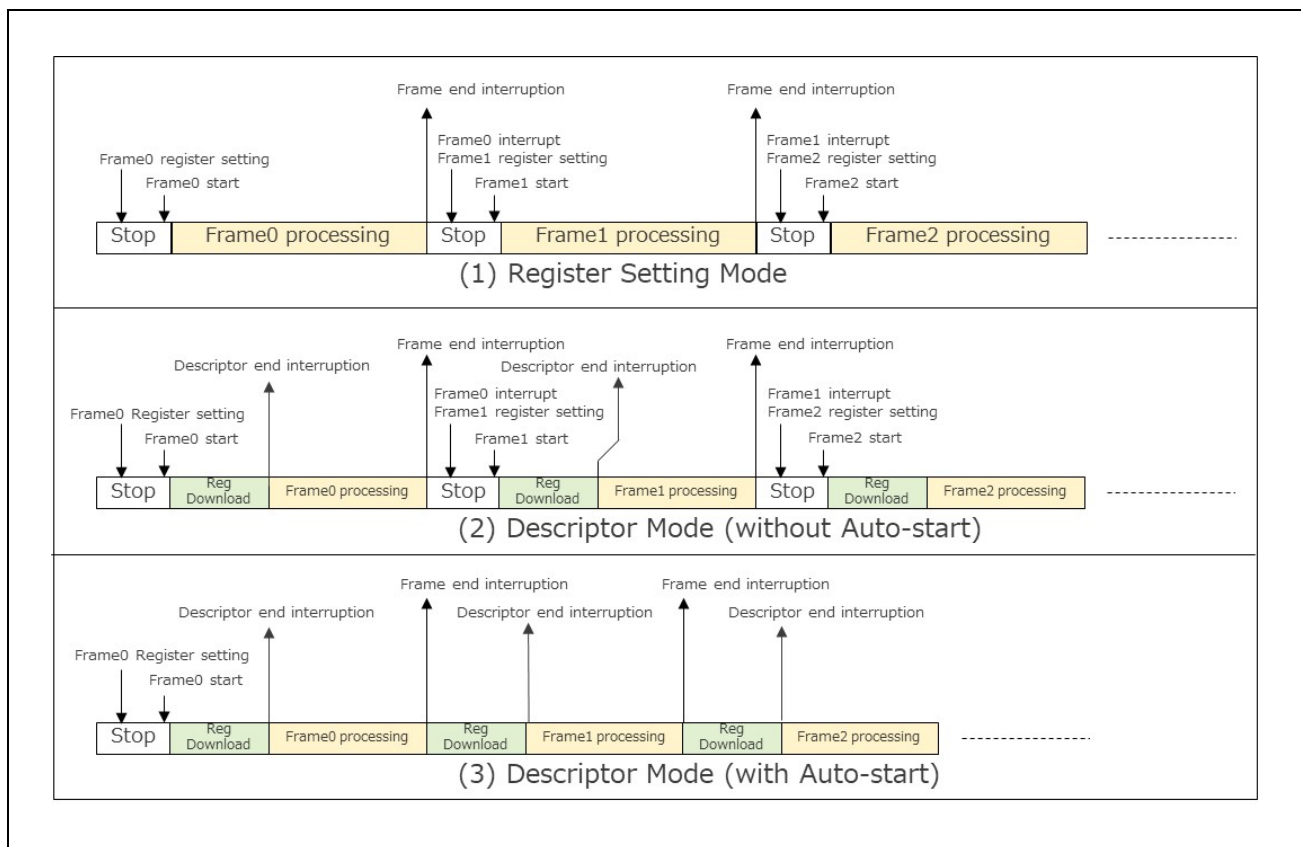 Frame end interruption
Frame end interruption
Frame0 interrupt
Frame1 register setting
Frame1 interrupt
Frame2 register setting
Frame0 register setting
Frame0 start
Frame1 start
Frame2 start
Stop
Frame0 processing
Stop
Frame1 processing
Stop
Frame2 processing
(1) Register Setting Mode
Frame end interruption
Frame end interruption
Descriptor end interruption
Descriptor end interruption
Frame0 interrupt
Frame1 register setting
Frame1 interrupt
Frame2 register setting
Frame0 Register setting
Frame0 start
Frame1 start
Frame2 start
Stop
Reg
Download
Frame0 processing
Stop
Reg
Download
Frame1 processing
Stop
Reg
Download
Frame2 processing
(2) Descriptor Mode (without Auto-start)
Frame end interruption
Frame end interruption
Descriptor end interruption
Descriptor end interruption
Descriptor end interruption
Frame0 Register setting
Frame0 start
Stop
Reg
Download
Frame0 processing
Reg
Download
Frame1 processing
Reg
Download
Frame2 processing
(3) Descriptor Mode (with Auto-start)